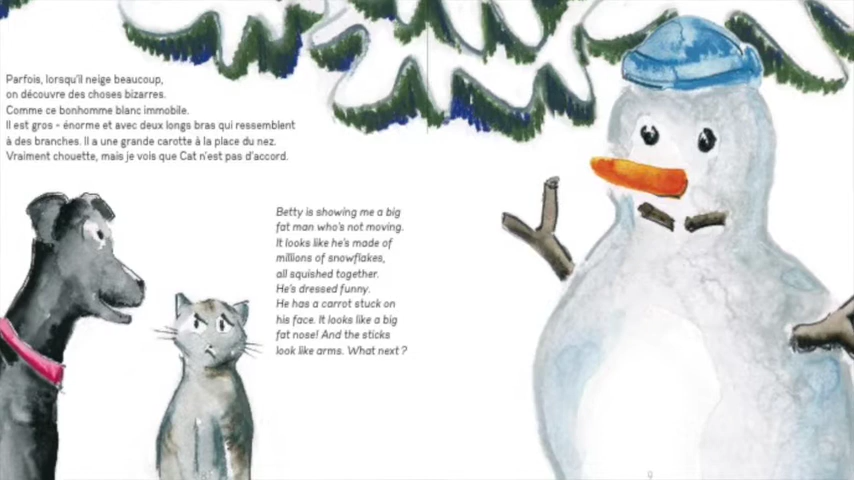 Parfois, lorsqu'il neige beaucoup,
on découvre des choses bizarres.
Comme ce bonhomme blanc immobile.
Il est gros - énorme et avec deux longs bras qui ressemblent
à des branches. Il a une grande carotte à la place du nez.
Vraiment chouette, mais je vois que Cat n'est pas d'accord.
Betty is showing me a big
fat man who's not moving.
It looks like he's made of
millions of snowflakes,
all squished together.
He's dressed funny.
He has a carrot stuck on
his face. It looks like a big
fat nose! And the sticks
look like arms. What next ?
9